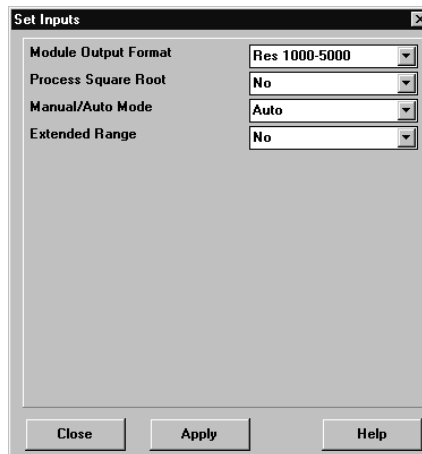 Set Inputs
Module Output Format Res 1000-5000
Process Square Root No
Manual/Auto Mode Auto
Extended Range No
Close Apply Help